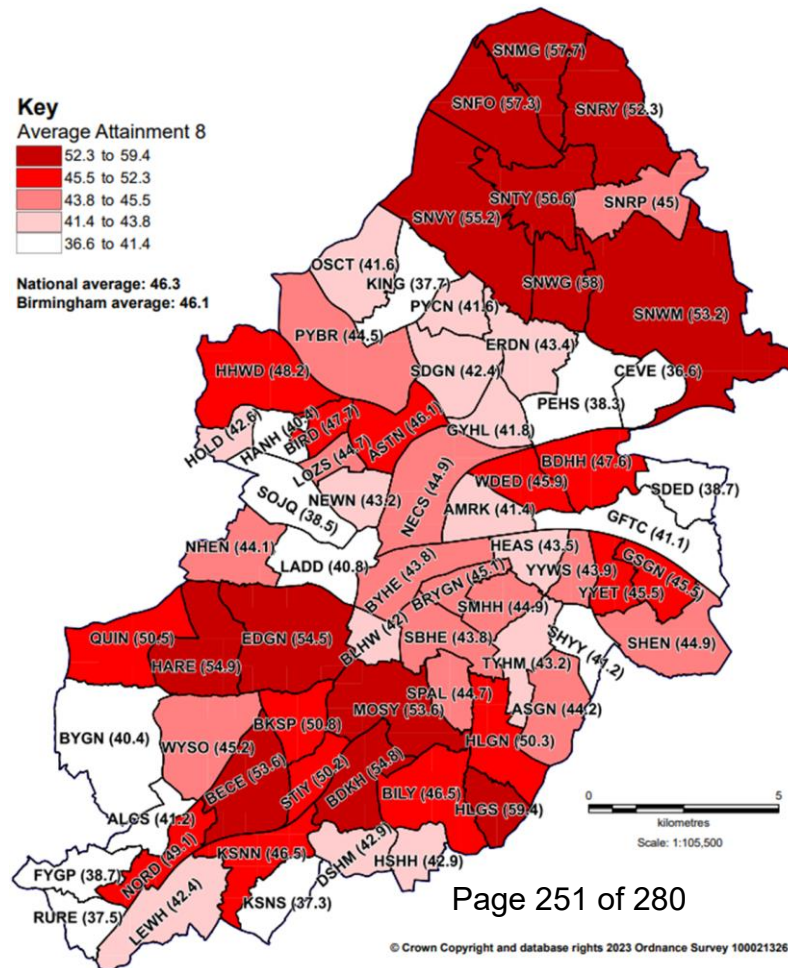 SNMG (57.7)
SNFO (57.3)
SNRY (52.3)
Key
Average Attainment 8
52.3 to 59.4
45.5 to 52.3
43.8 to 45.5
41.4 to 43.8
36.6 to 41.4
National average: 46.3
Birmingham average: 46.1
SNTY (56.6)
SNRP (45)
SNVY (55.2)
OSCT (41.6)
KING (37.7)
SNWG (58)
PYCN (41.6)
SNWM (53.2)
PYBR (44.5)
ERDN (43.4)
HHWD (48.2)
SDGN (42.4)
CEVE (36.6)
PEHS (38.3)
HOLD (42.6)
HANH (40.4)
BIRD (47.7)
LOZS (44.7)
ASTN (46.1)
GYHL (41.8)
BDHH (47.6)
WDED (45.9)
SDED (38.7)
SOJQ (38.5)
NEWN (43.2)
NECS (44.9)
AMRK (41.4)
GFTC (41.1)
NHEN (44.1)
LADD (40.8)
BYHE (43.8)
HEAS (43.5)
BRYGN (45.1)
YYWS (43.9)
GSGN (45.5)
YYET (45.5)
SMHH (44.9)
QUIN (50.5)
EDGN (54.5)
BLHW (42)
SBHE (43.8)
SHYY (41.2)
SHEN (44.9)
HARE (54.9)
TYHM (43.2)
SPAL (44.7)
MOSY (53.6)
ASGN (44.2)
BYGN (40.4)
WYSO (45.2)
BKSP (50.8)
HLGN (50.3)
BECE (53.6)
STIY (50.2)
BDKH (54.8)
BILY (46.5)
HLGS (59.4)
ALCS (41.2)
0 5
kilometres
Scale: 1:105,500
FYGP (38.7)
NORD (49.1)
KSNN (46.5)
DSHM (42.9)
HSHH (42.9)
RURE (37.5)
LEWH (42.4)
KSNS (37.3)
Page 251 of 280
© Crown Copyright and database rights 2023 Ordnance Survey 100021326